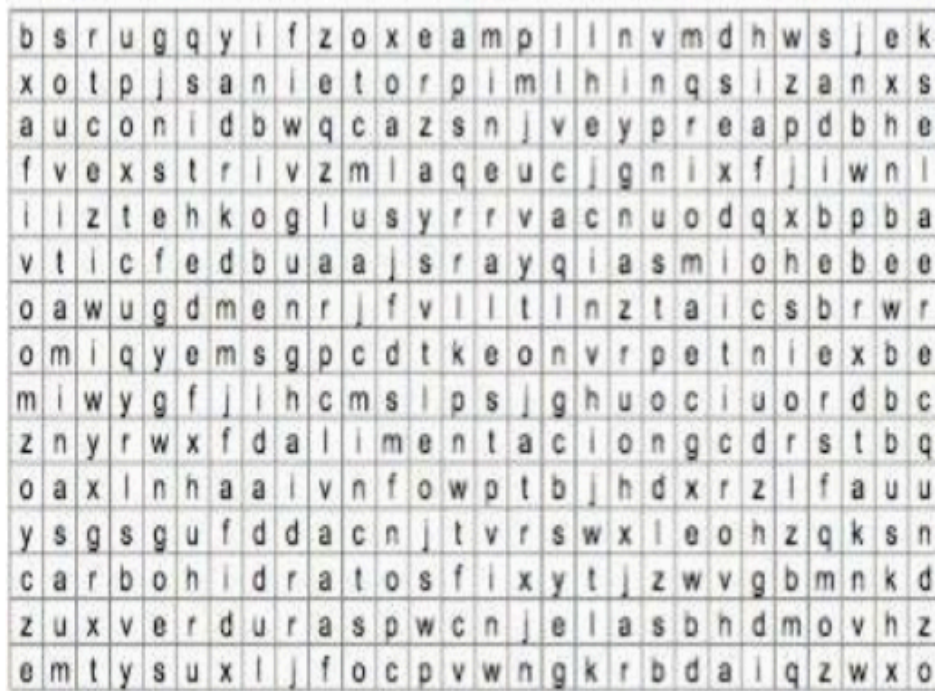 b s r u g q y i f z o x e a m p l l n v m d h w s j e k
x o t p j s a n i e t o r p i m l h i n q s i z a n x s
a u c o n i d b w q c a z s n j v e y p r e a p d b h e
f v e x s t r i v z m l a q e u c j g n i x f j i w n l
i i z t e h k o g l u s y r r v a c n u o d q x b p b a
v t i c f e d b u a a j s r a y q i a s m i o h e b e e
o a w u g d m e n r j f v l l t l n z t a i c s b r w r
o m i q y e m s g p c d t k e o n v r p e t n i e x b e
m i w y g f j i h c m s l p s j g h u o c i u o r d b c
z n y r w x f d a l i m e n t a c i o n g c d r s t b q
o a x l n h a a i v n f o w p t b j h d x r z l f a u u
y s g s g u f d d a c n j t v r s w x l e o h z q k s n
c a r b o h i d r a t o s f i x y t j z w v g b m n k d
z u x v e r d u r a s p w c n j e l a s b h d m o v h z
e m t y s u x l j f o c p v w n g k r b d a i q z w x o